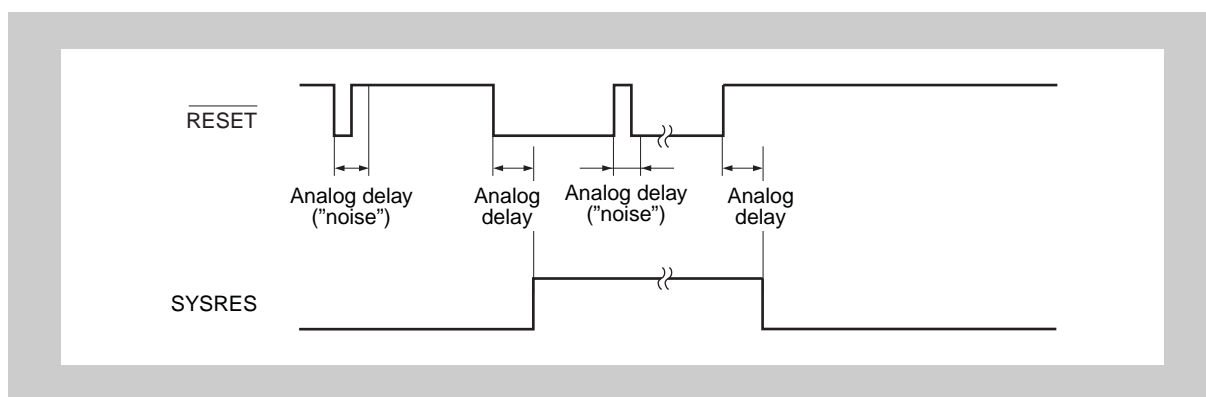 RESET
Analog delay
("noise")
Analog
delay
Analog delay
("noise")
Analog
delay
SYSRES